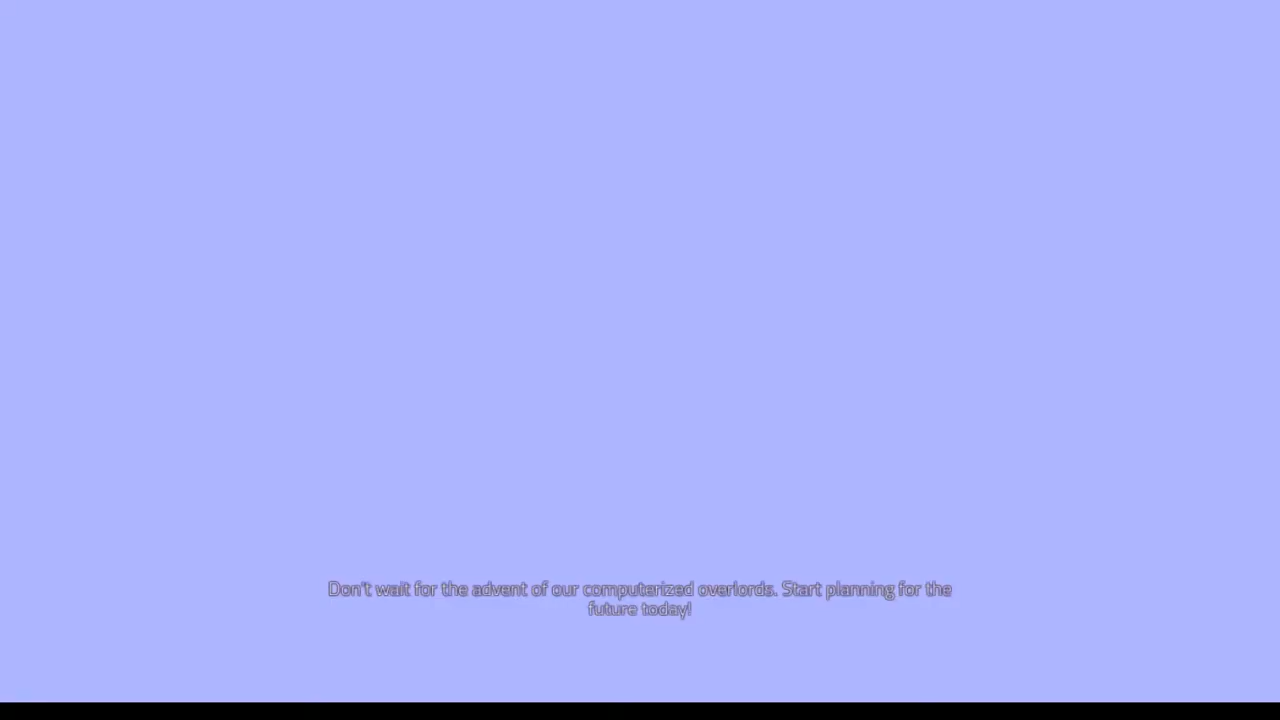 Don't wait for the advent of our computerized overlords. Start planning for the
future today!